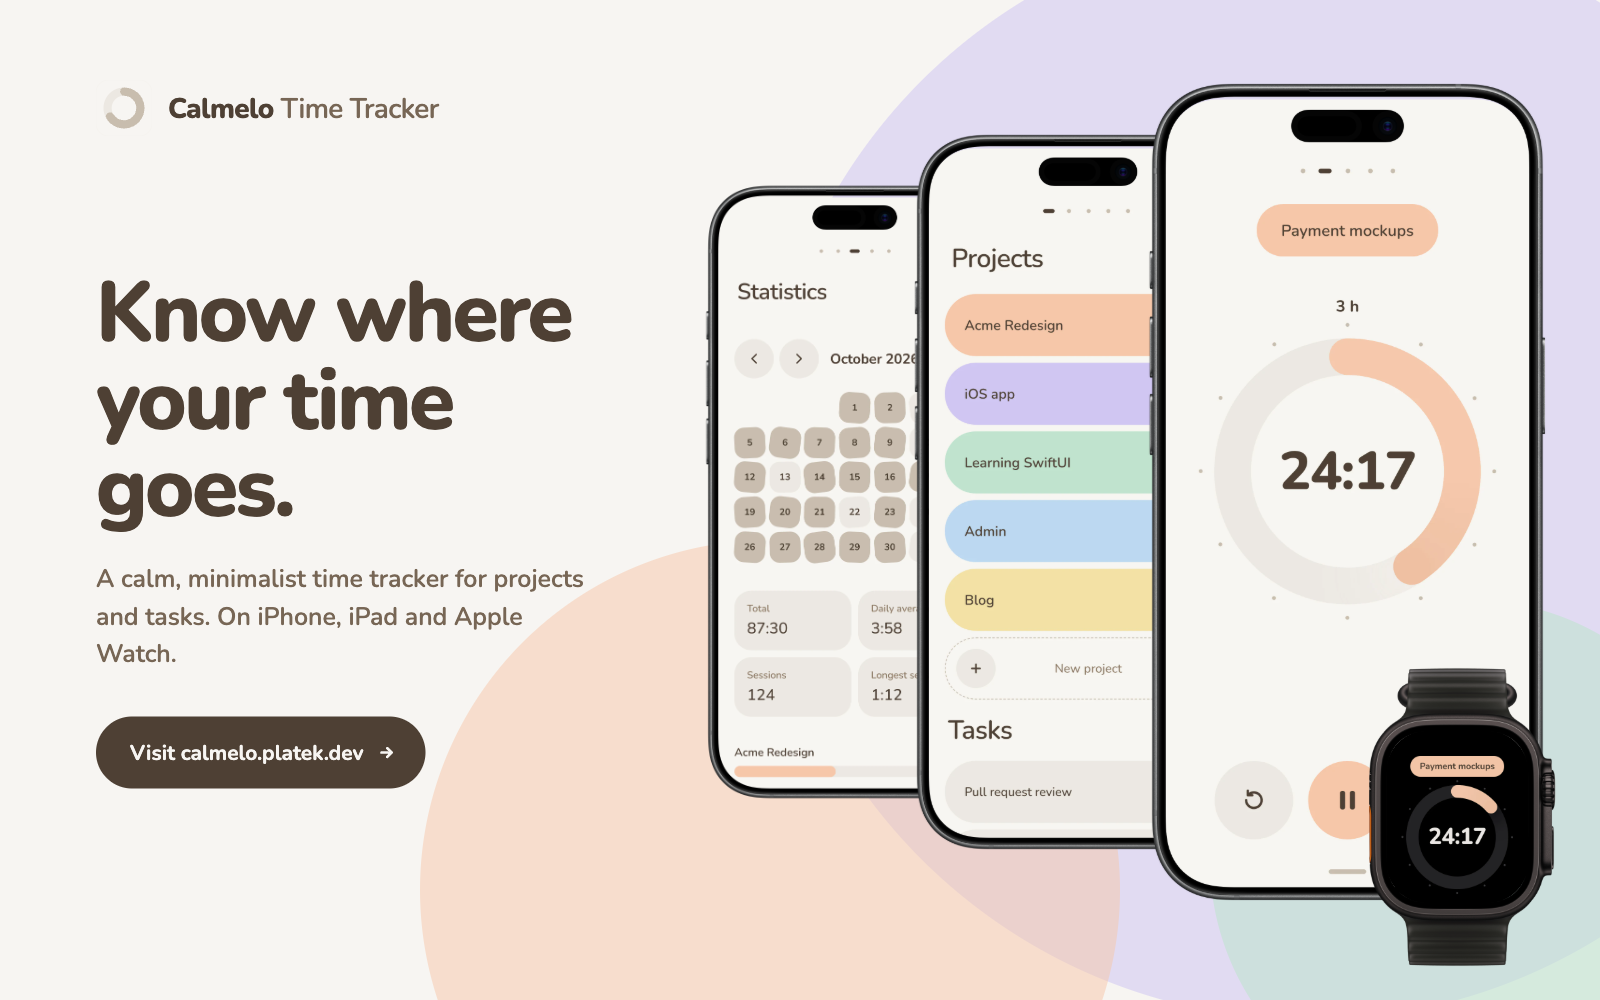 Calmelo Time Tracker
Know where
your time
goes.
A calm, minimalist time tracker for projects
and tasks. On iPhone, iPad and Apple
Watch.
Visit calmelo.platek.dev →
Statistics
October 2026
1 2
5 6 7 8 9
12 13 14 15 16
19 20 21 22 23
26 27 28 29 30
Total
87:30
Daily
3:58
Sessions
124
Longest
1:12
Acme Redesign
Projects
Acme Redesign
iOS app
Learning SwiftUI
Admin
Blog
+ New project
Tasks
Pull request review
Payment mockups
3 h
24:17
Payment mockups
24:17